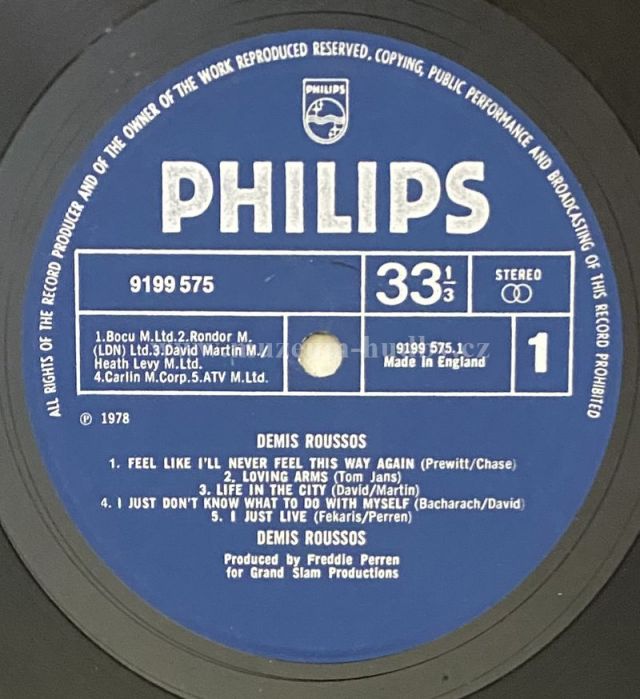 ALL RIGHTS OF THE RECORD PRODUCER AND OF THE OWNER OF THE WORK REPRODUCED RESERVED. COPYING, PUBLIC PERFORMANCE AND BROADCASTING OF THIS RECORD PROHIBITED
PHILIPS
PHILIPS
9199 575
33 1/3
STEREO
1.Bocu M.Ltd.2.Rondor M.
(LDN) Ltd.3.David Martin M./
Heath Levy M.Ltd.
4.Carlin M.Corp.5.ATV M.Ltd.
9199 575.1
Made in England
1
℗ 1978
DEMIS ROUSSOS
1. FEEL LIKE I'LL NEVER FEEL THIS WAY AGAIN (Prewitt/Chase)
2. LOVING ARMS (Tom Jans)
3. LIFE IN THE CITY (David/Martin)
4. I JUST DON'T KNOW WHAT TO DO WITH MYSELF (Bacharach/David)
5. I JUST LIVE (Fekaris/Perren)
DEMIS ROUSSOS
Produced by Freddie Perren
for Grand Slam Productions